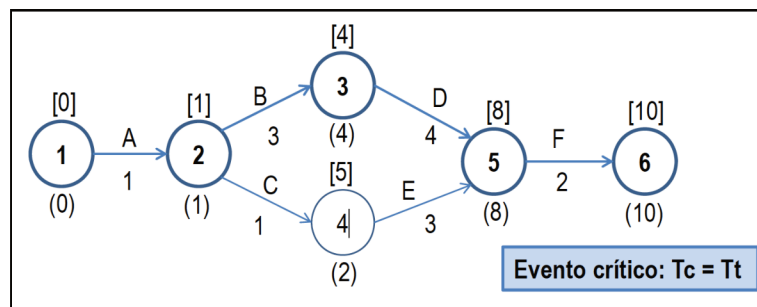 [4]
[0] [1] B 3 D [8] [10]
A 3 (4) 4 F
1 2 5 6
1 [5] 2
(0) (1) C E (8) (10)
1 4 3
(2)
Evento crítico: Tc = Tt